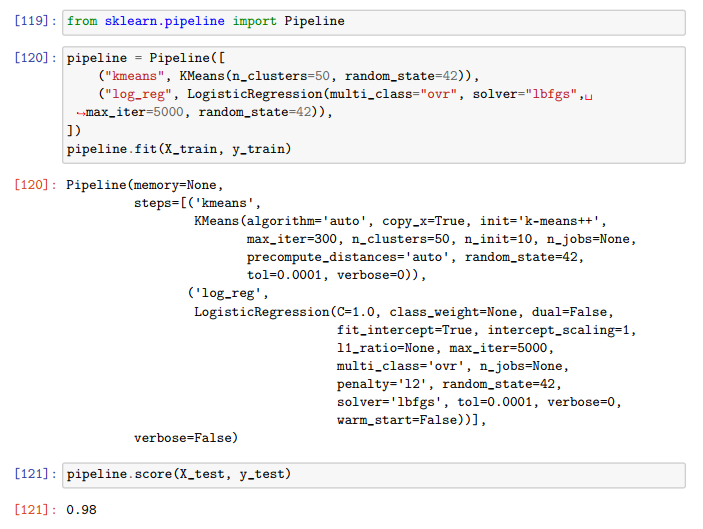 [119]: from sklearn.pipeline import Pipeline
[120]: pipeline = Pipeline([
("kmeans", KMeans(n_clusters=50, random_state=42)),
("log_reg", LogisticRegression(multi_class="ovr", solver="lbfgs",␣
↪max_iter=5000, random_state=42)),
])
pipeline.fit(X_train, y_train)
[120]: Pipeline(memory=None,
steps=[('kmeans',
KMeans(algorithm='auto', copy_x=True, init='k-means++',
max_iter=300, n_clusters=50, n_init=10, n_jobs=None,
precompute_distances='auto', random_state=42,
tol=0.0001, verbose=0)),
('log_reg',
LogisticRegression(C=1.0, class_weight=None, dual=False,
fit_intercept=True, intercept_scaling=1,
l1_ratio=None, max_iter=5000,
multi_class='ovr', n_jobs=None,
penalty='l2', random_state=42,
solver='lbfgs', tol=0.0001, verbose=0,
warm_start=False))],
verbose=False)
[121]: pipeline.score(X_test, y_test)
[121]: 0.98